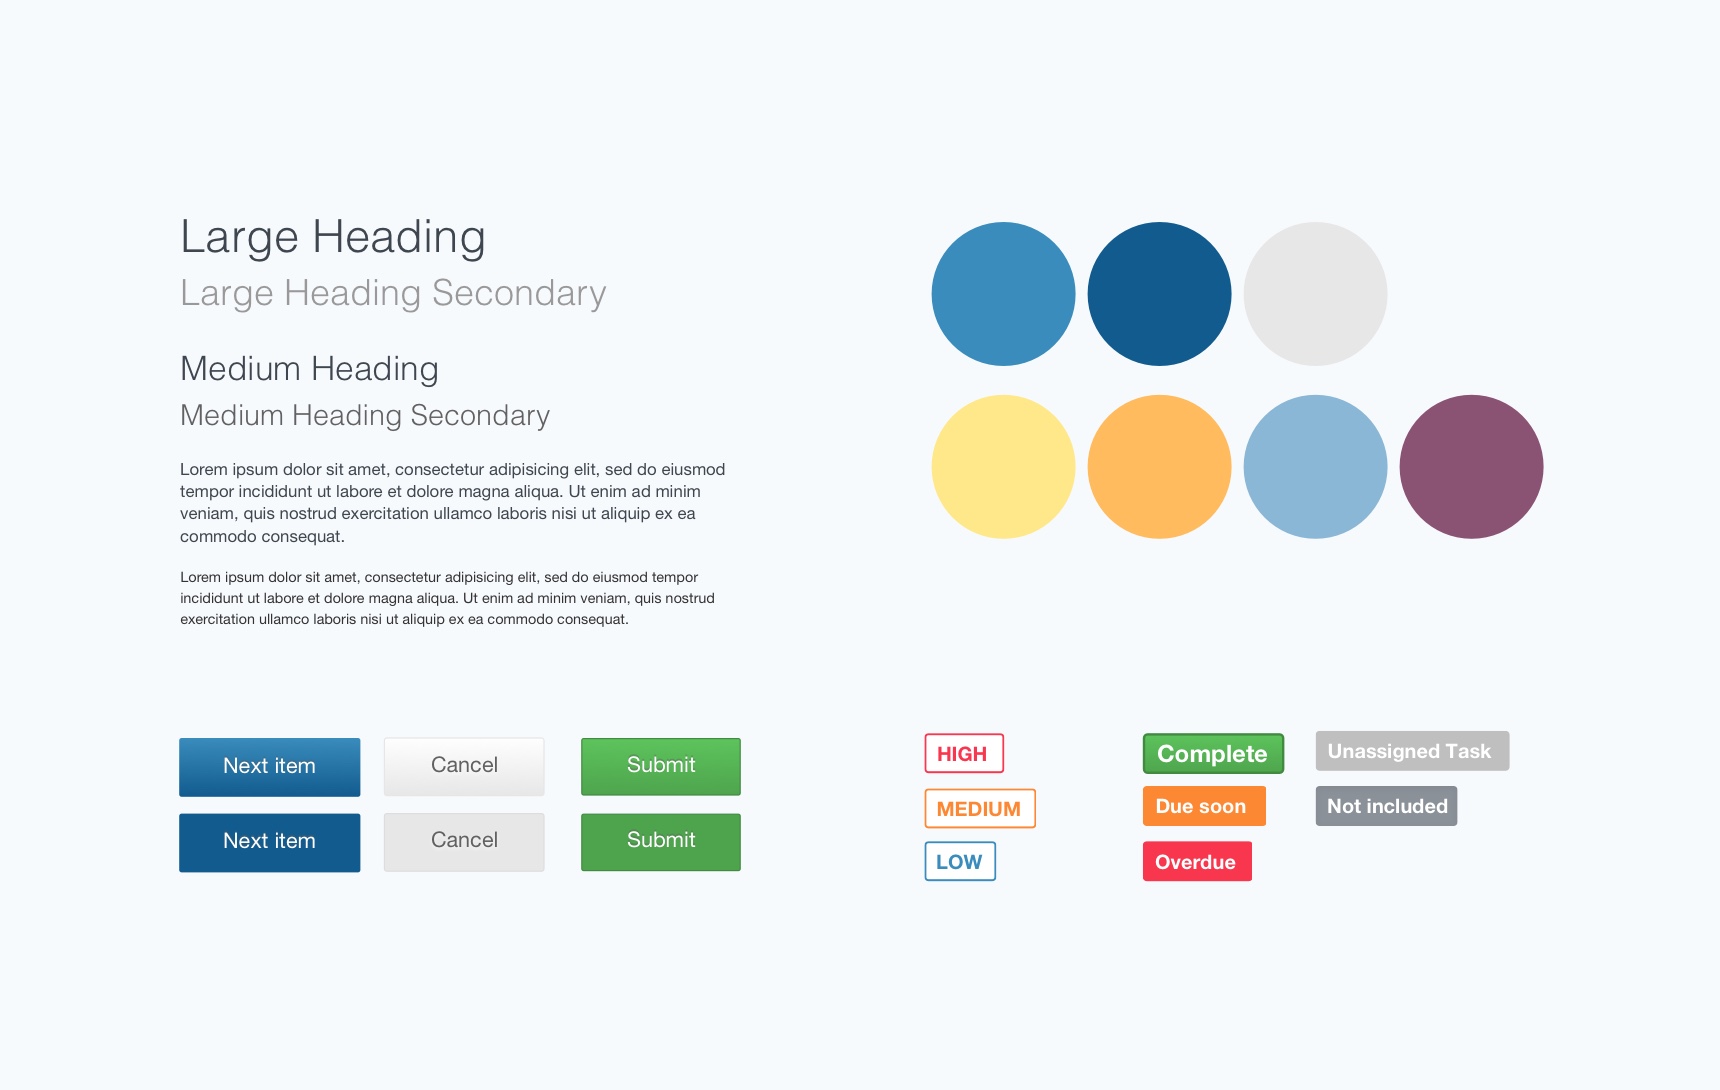 Large Heading
Large Heading Secondary
Medium Heading
Medium Heading Secondary
Lorem ipsum dolor sit amet, consectetur adipisicing elit, sed do eiusmod
tempor incididunt ut labore et dolore magna aliqua. Ut enim ad minim
veniam, quis nostrud exercitation ullamco laboris nisi ut aliquip ex ea
commodo consequat.
Lorem ipsum dolor sit amet, consectetur adipisicing elit, sed do eiusmod tempor
incididunt ut labore et dolore magna aliqua. Ut enim ad minim veniam, quis nostrud
exercitation ullamco laboris nisi ut aliquip ex ea commodo consequat.
Next item
Cancel
Submit
Next item
Cancel
Submit
HIGH
MEDIUM
LOW
Complete
Due soon
Overdue
Unassigned Task
Not included